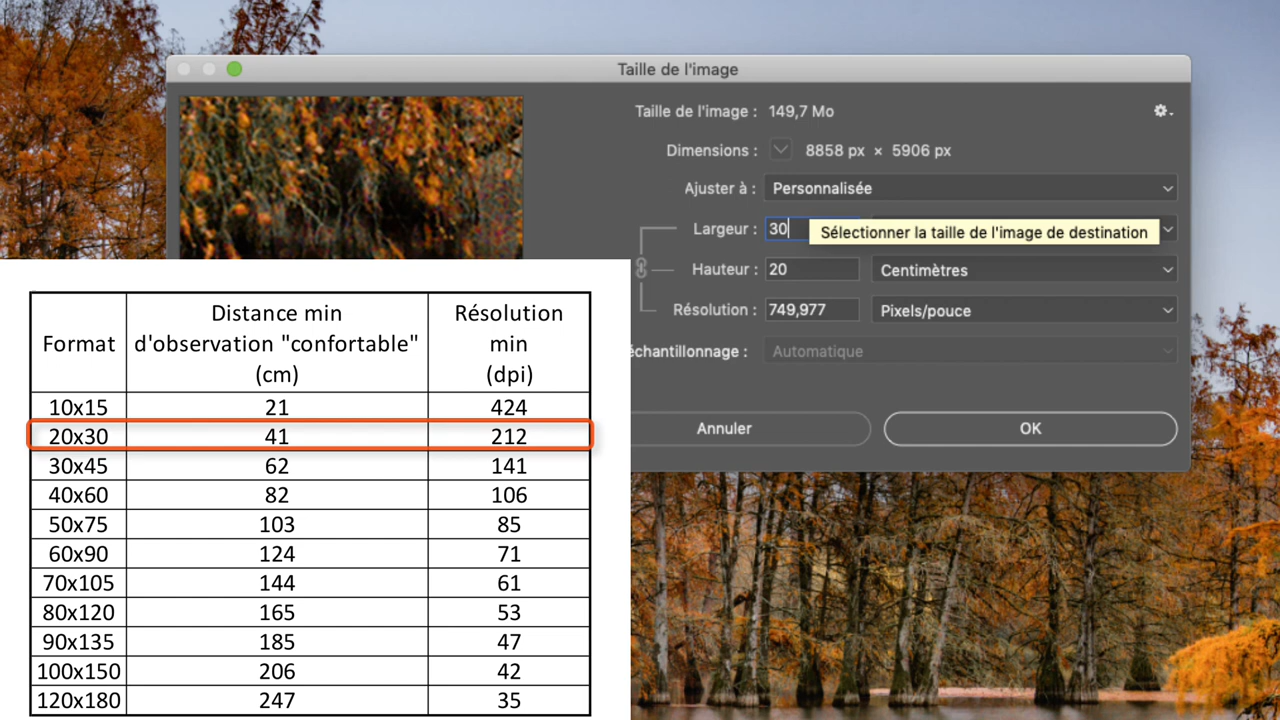 Taille de l'image
Taille de l'image : 149,7 Mo
Dimensions : 8858 px × 5906 px
Ajuster à : Personnalisée
Largeur : 30
Sélectionner la taille de l'image de destination
Hauteur : 20 Centimètres
Résolution : 749,977 Pixels/pouce
échantillonnage : Automatique
Annuler OK
Format Distance min d'observation "confortable" (cm) Résolution min (dpi)
10x15 21 424
20x30 41 212
30x45 62 141
40x60 82 106
50x75 103 85
60x90 124 71
70x105 144 61
80x120 165 53
90x135 185 47
100x150 206 42
120x180 247 35